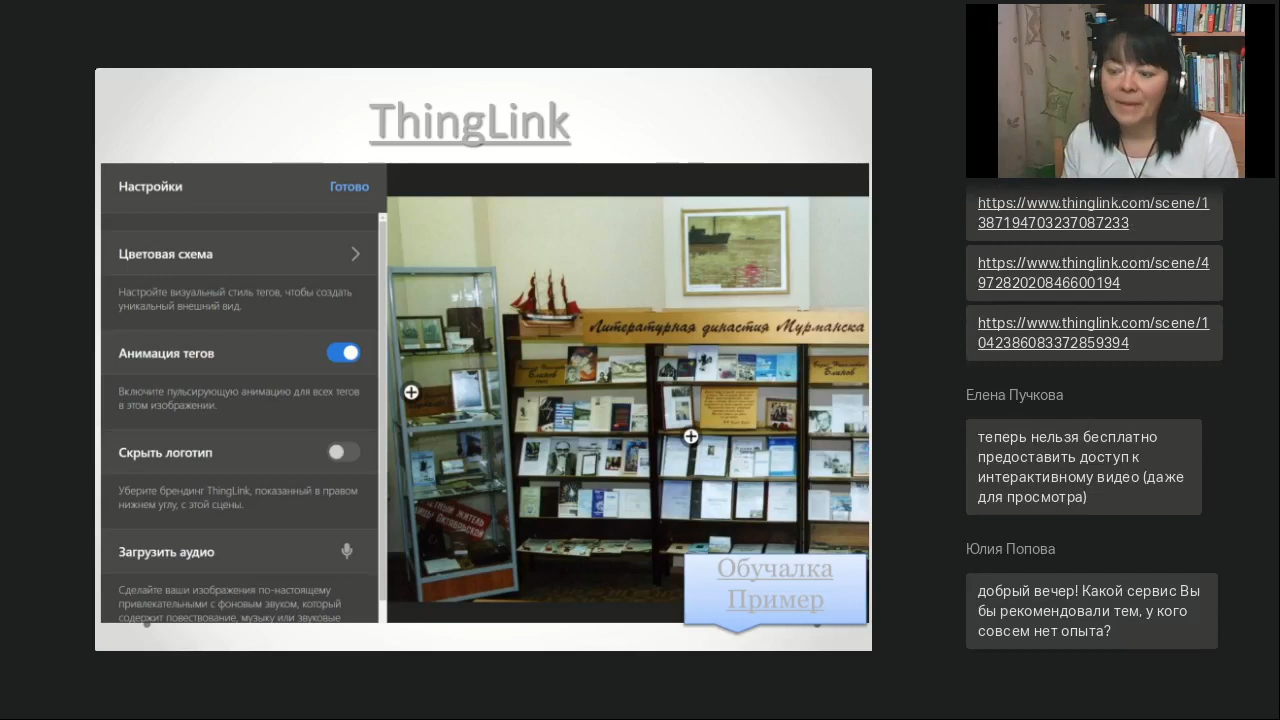 ThingLink
Настройки
Готово
Цветовая схема
Настройте визуальный стиль тегов, чтобы создать
уникальный внешний вид.
Анимация тегов
Включите пульсирующую анимацию для всех тегов
в этом изображении.
Скрыть логотип
Уберите брендинг ThingLink, показанный в правом
нижнем углу, с этой сцены.
Загрузить аудио
Сделайте ваши изображения по-настоящему
привлекательными с фоновым звуком, который
содержит повествование, музыку или звуковые
Литературная династия Мурманска
Блинов
Блинов
житель
Октябрьской
Обучалка
Пример
https://www.thinglink.com/scene/1
387194703237087233
https://www.thinglink.com/scene/4
97282020846600194
https://www.thinglink.com/scene/1
042386083372859394
Елена Пучкова
теперь нельзя бесплатно
предоставить доступ к
интерактивному видео (даже
для просмотра)
Юлия Попова
добрый вечер! Какой сервис Вы
бы рекомендовали тем, у кого
совсем нет опыта?